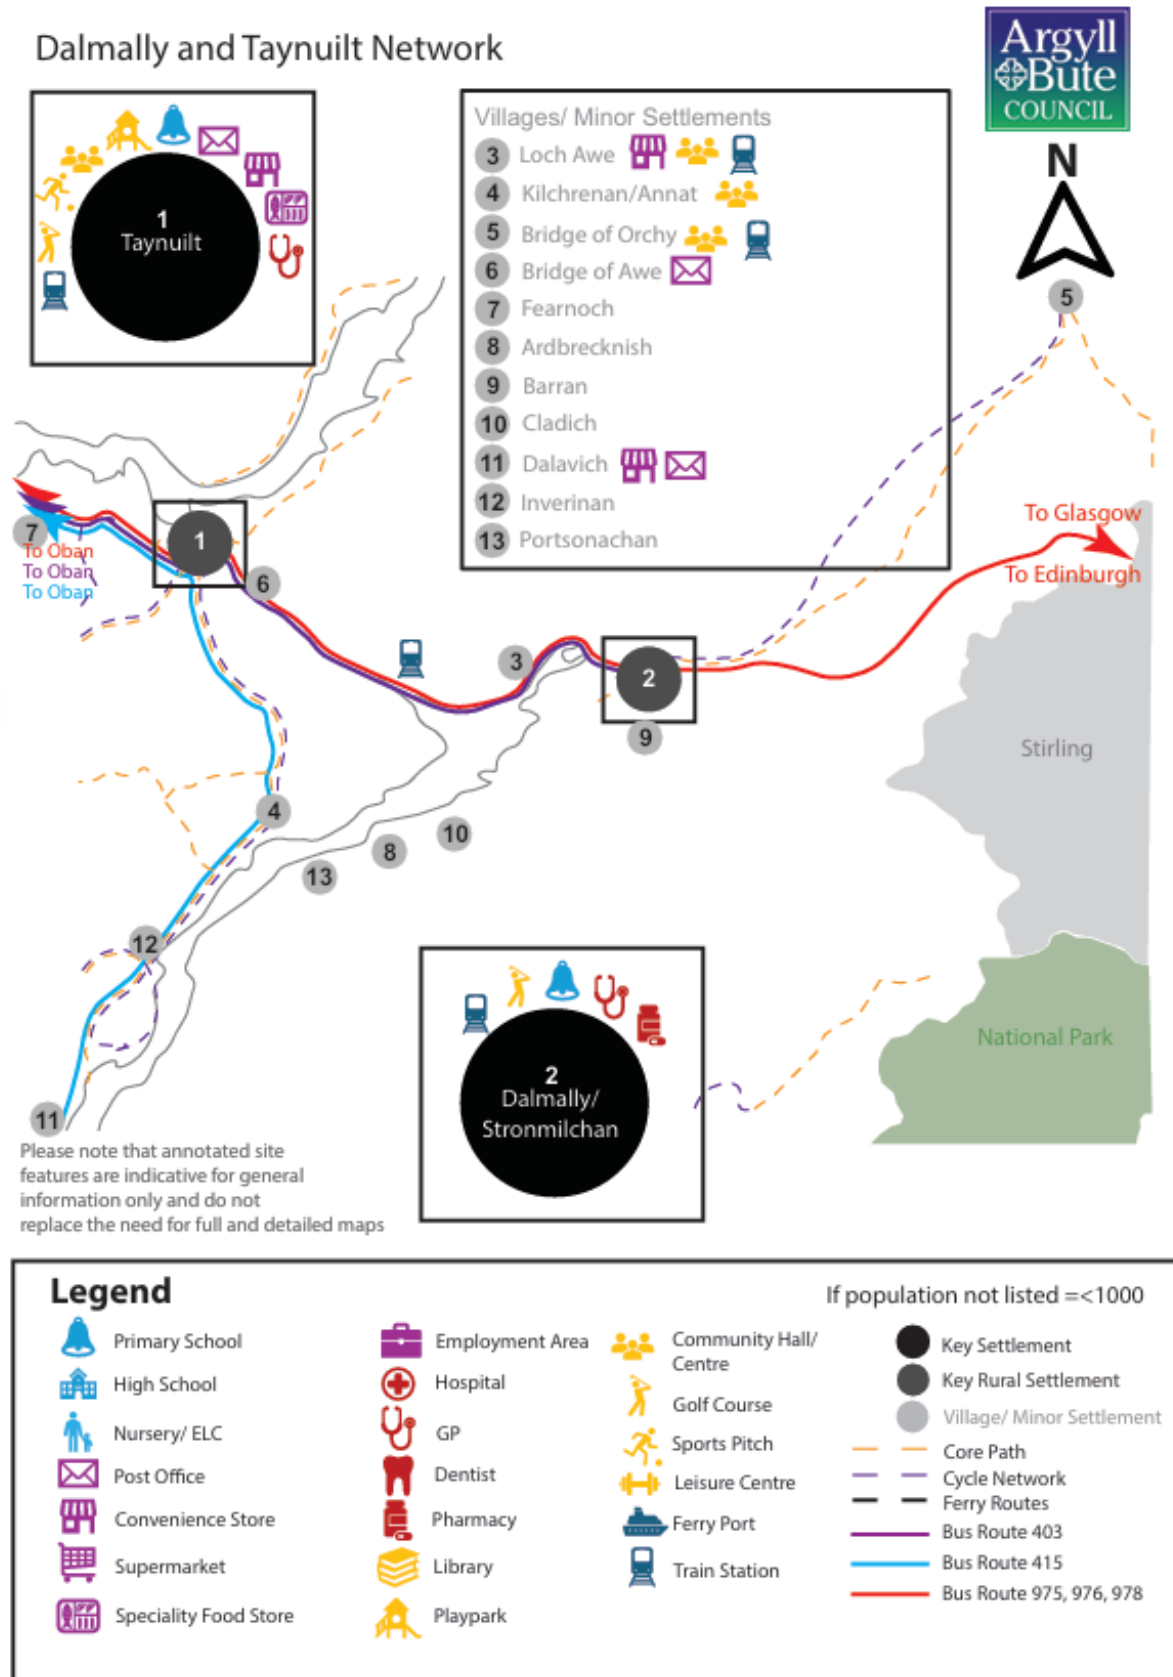 Dalmally and Taynuilt Network
Argyll
&Bute
COUNCIL
N
1
Taynuilt
Villages/ Minor Settlements
3 Loch Awe
4 Kilchrenan/Annat
5 Bridge of Orchy
6 Bridge of Awe
7 Fearnoch
8 Ardbrecknish
9 Barran
10 Cladich
11 Dalavich
12 Inverinan
13 Portsonachan
5
7
To Oban
To Oban
To Oban
1
6
3
2
9
To Glasgow
To Edinburgh
Stirling
4
10
8
13
12
11
National Park
2
Dalmally/
Stronmilchan
Please note that annotated site
features are indicative for general
information only and do not
replace the need for full and detailed maps
Legend
If population not listed =<1000
Primary School
High School
Nursery/ ELC
Post Office
Convenience Store
Supermarket
Speciality Food Store
Employment Area
Hospital
GP
Dentist
Pharmacy
Library
Playpark
Community Hall/
Centre
Golf Course
Sports Pitch
Leisure Centre
Ferry Port
Train Station
Key Settlement
Key Rural Settlement
Village/ Minor Settlement
Core Path
Cycle Network
Ferry Routes
Bus Route 403
Bus Route 415
Bus Route 975, 976, 978